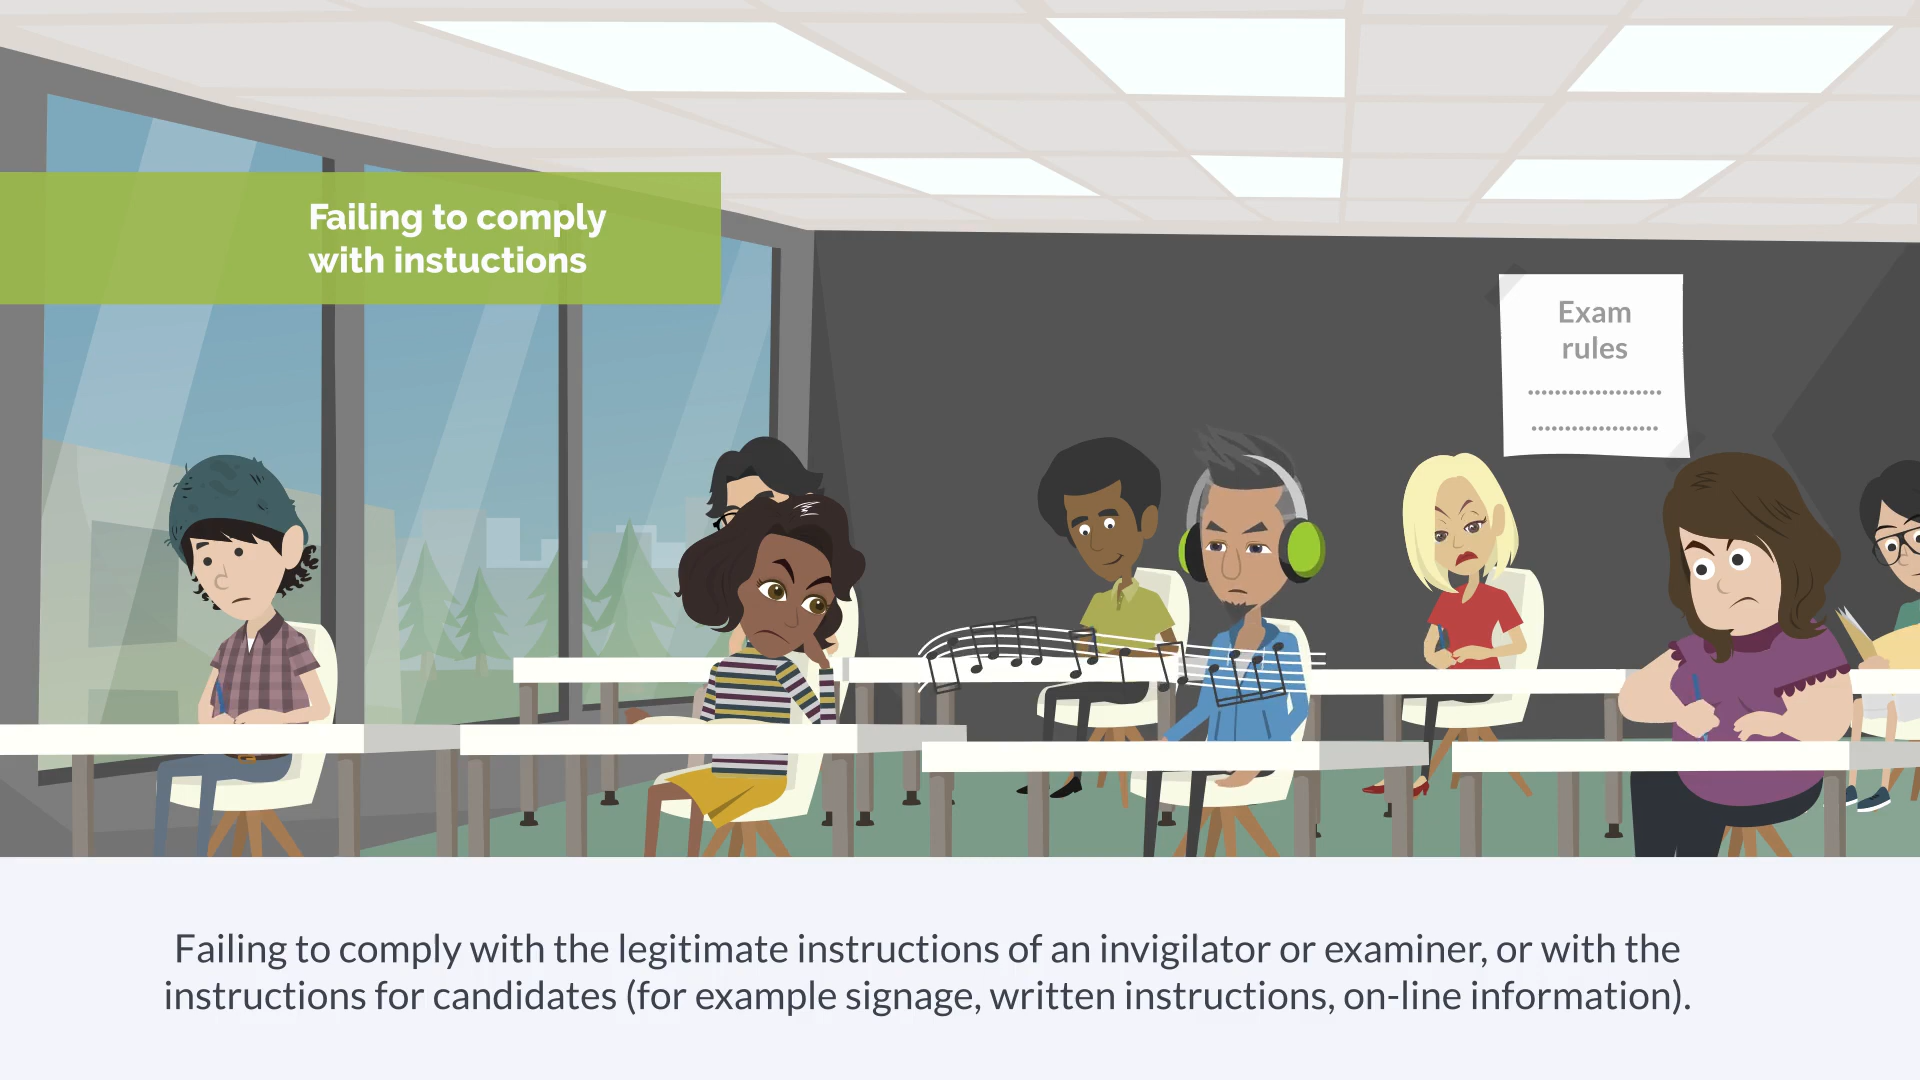 Failing to comply
with instuctions
Exam
rules
Failing to comply with the legitimate instructions of an invigilator or examiner, or with the
instructions for candidates (for example signage, written instructions, on-line information).